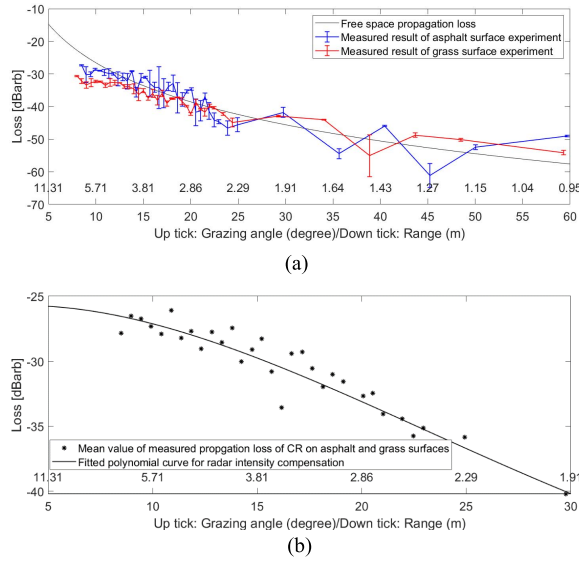 -10
-20
-30
-40
-50
-60
-70
Loss [dBarb]
Free space propagation loss
Measured result of asphalt surface experiment
Measured result of grass surface experiment
11.31 5.71 3.81 2.86 2.29 1.91 1.64 1.43 1.27 1.15 1.04 0.95
5 10 15 20 25 30 35 40 45 50 55 60
Up tick: Grazing angle (degree)/Down tick: Range (m)
(a)
-25
-30
-35
-40
Loss [dBarb]
Mean value of measured propgation loss of CR on asphalt and grass surfaces
Fitted polynomial curve for radar intensity compensation
11.31 5.71 3.81 2.86 2.29 1.91
5 10 15 20 25 30
Up tick: Grazing angle (degree)/Down tick: Range (m)
(b)